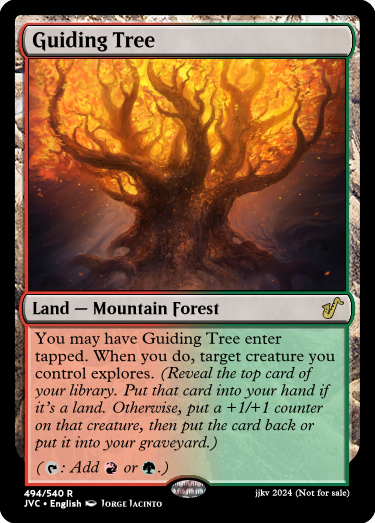 Guiding Tree
Land — Mountain Forest
You may have Guiding Tree enter
tapped. When you do, target creature you
control explores. (Reveal the top card of
your library. Put that card into your hand if
it's a land. Otherwise, put a +1/+1 counter
on that creature, then put the card back or
put it into your graveyard.)
( : Add or .)
494/540 R
JVC • English Jorge Jacinto
jjkv 2024 (Not for sale)